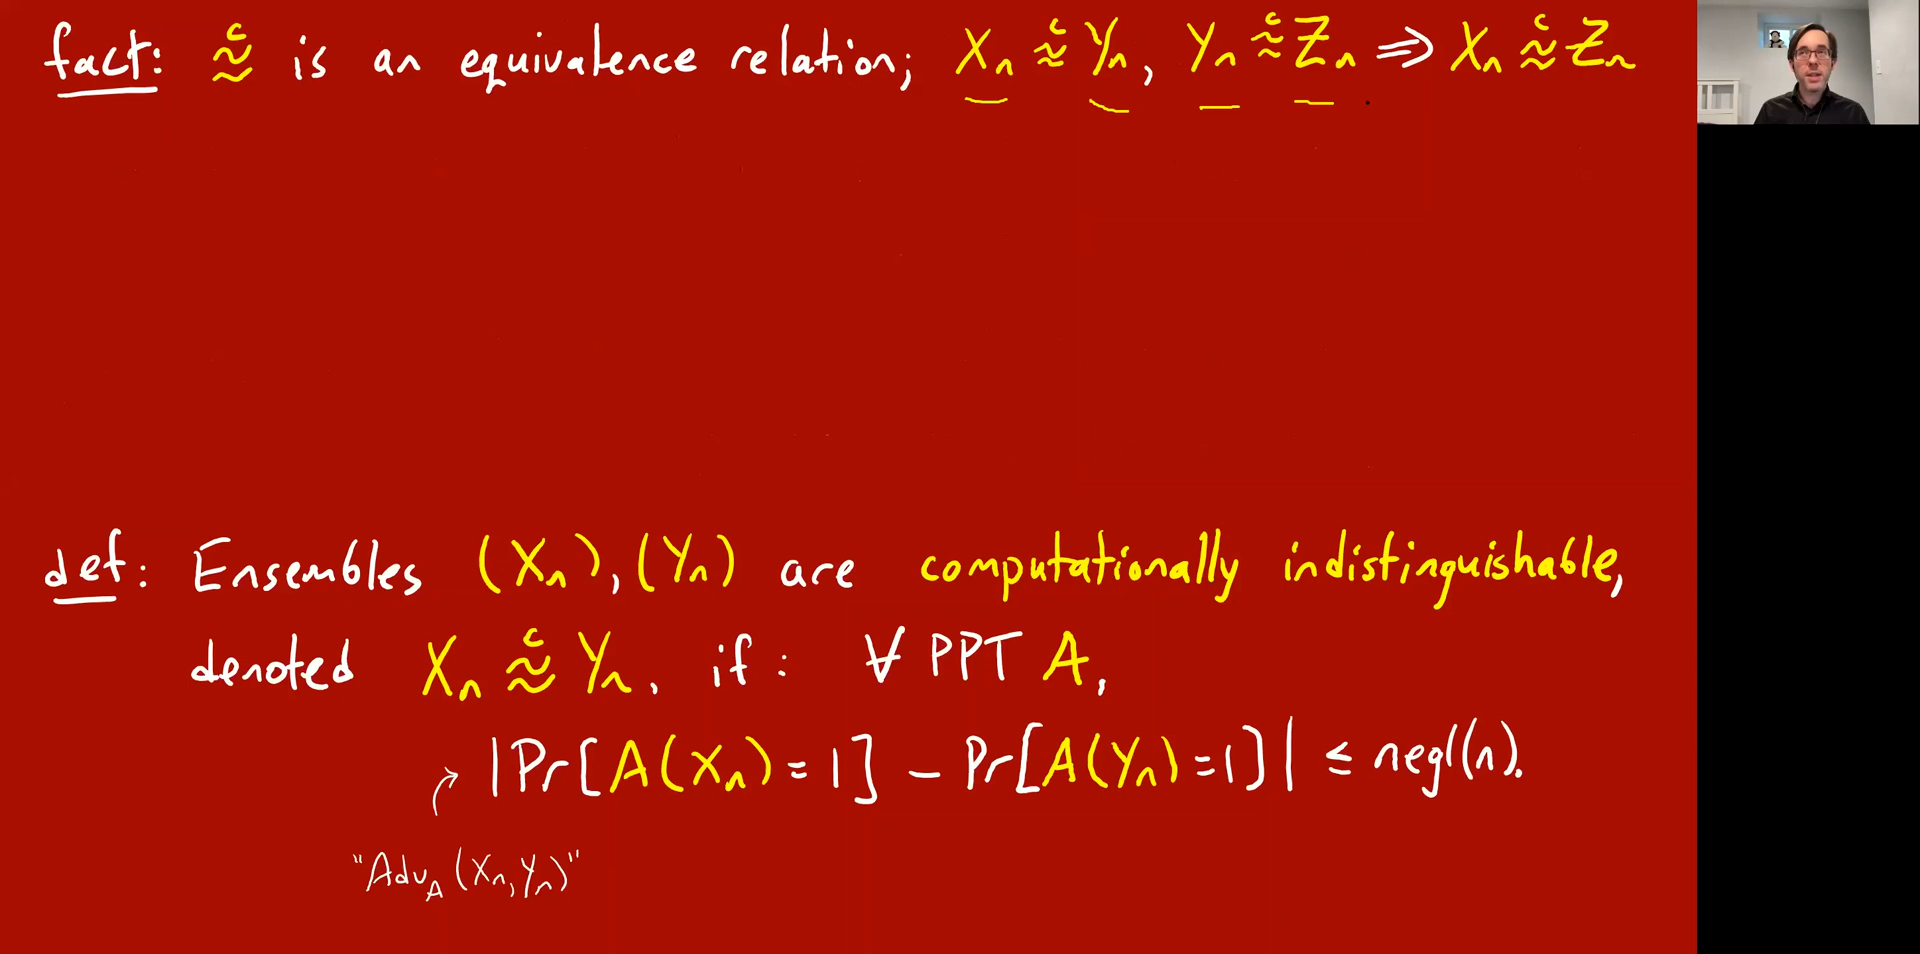 fact: ≈ᶜ is an equivalence relation; Xₙ ≈ᶜ Yₙ, Yₙ ≈ᶜ Zₙ ⇒ Xₙ ≈ᶜ Zₙ
def: Ensembles (Xₙ), (Yₙ) are computationally indistinguishable,
denoted Xₙ ≈ᶜ Yₙ, if: ∀ PPT A,
|Pr[A(Xₙ)=1] - Pr[A(Yₙ)=1]| ≤ negl(n).
"Adv_A (Xₙ, Yₙ)"